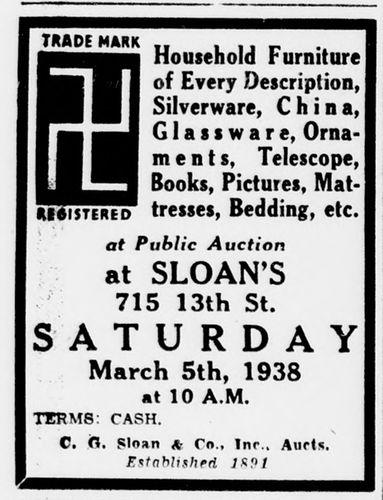 TRADE MARK
REGISTERED
Household Furniture
of Every Description,
Silverware, China,
Glassware, Orna-
ments, Telescope,
Books, Pictures, Mat-
tresses, Bedding, etc.
at Public Auction
at SLOAN'S
715 13th St.
SATURDAY
March 5th, 1938
at 10 A.M.
TERMS: CASH.
C. G. Sloan & Co., Inc., Aucts.
Established 1891